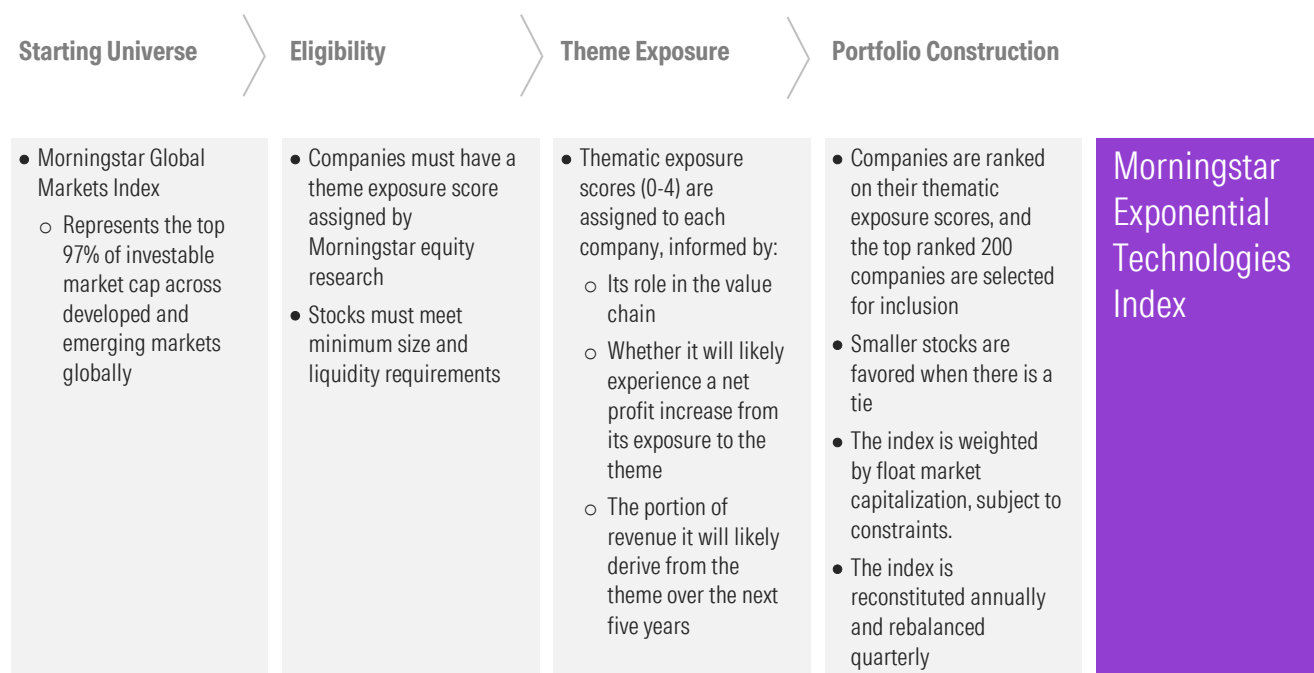 Starting Universe
Eligibility
Theme Exposure
Portfolio Construction
● Morningstar Global
Markets Index
○ Represents the top
97% of investable
market cap across
developed and
emerging markets
globally
● Companies must have a
theme exposure score
assigned by
Morningstar equity
research
● Stocks must meet
minimum size and
liquidity requirements
● Thematic exposure
scores (0-4) are
assigned to each
company, informed by:
○ Its role in the value
chain
○ Whether it will likely
experience a net
profit increase from
its exposure to the
theme
○ The portion of
revenue it will likely
derive from the
theme over the next
five years
● Companies are ranked
on their thematic
exposure scores, and
the top ranked 200
companies are selected
for inclusion
● Smaller stocks are
favored when there is a
tie
● The index is weighted
by float market
capitalization, subject to
constraints.
● The index is
reconstituted annually
and rebalanced
quarterly
Morningstar
Exponential
Technologies
Index